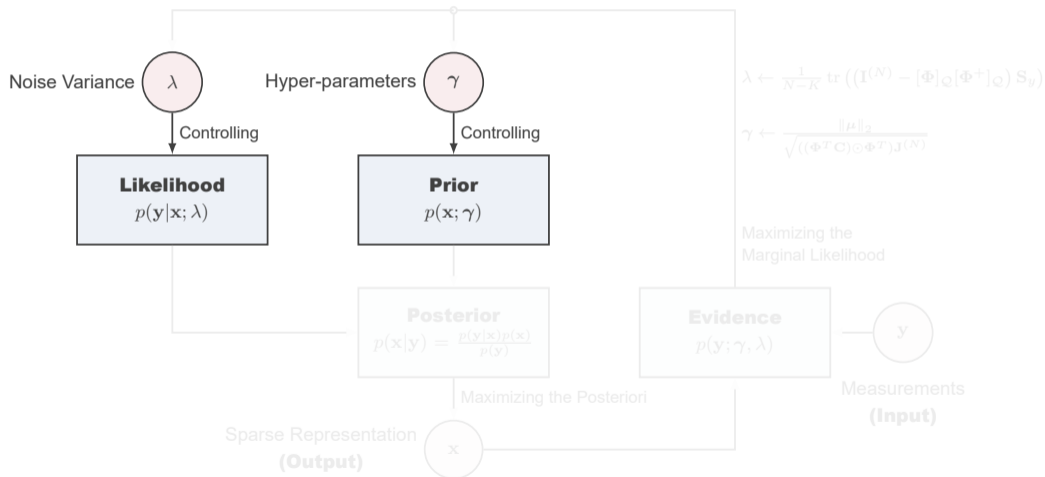 Noise Variance
λ
Hyper-parameters
γ
Controlling
Controlling
Likelihood
p(y|x; λ)
Prior
p(x; γ)
λ ← 1/(N−K) tr ((I^(N) − [Φ]_Q[Φ^+]_Q) S_y)
γ ← ‖μ‖_2 / √(((Φ^T C)⊙Φ^T)J^(N))
Maximizing the
Marginal Likelihood
Posterior
p(x|y) = p(y|x)p(x)/p(y)
Evidence
p(y; γ, λ)
y
Measurements
(Input)
Maximizing the Posteriori
Sparse Representation
(Output)
x